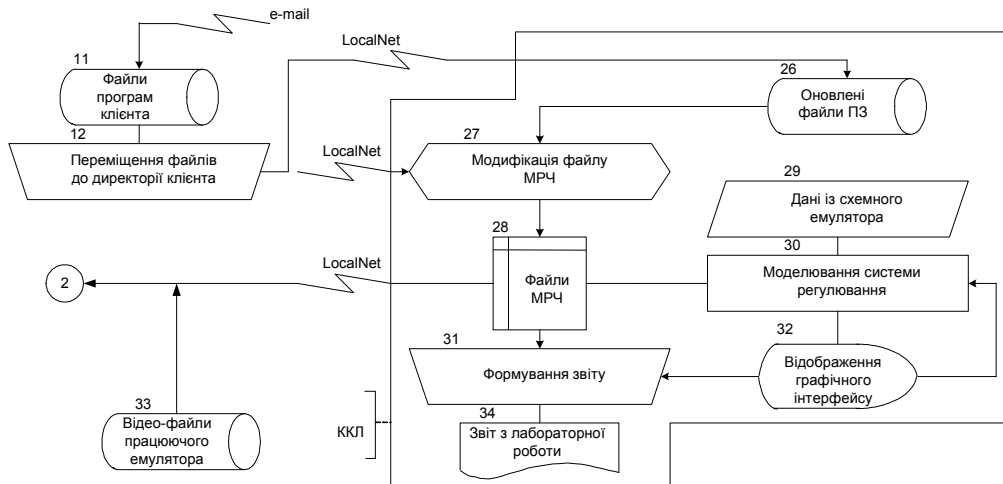 e-mail
LocalNet
11
Файли
програм
клієнта
26
Оновлені
файли ПЗ
12
Переміщення файлів
до директорії клієнта
LocalNet
27
Модифікація файлу
МРЧ
29
Дані із схемного
емулятора
28
Файли
МРЧ
30
Моделювання системи
регулювання
LocalNet
2
31
Формування звіту
32
Відображення
графічного
інтерфейсу
33
Відео-файли
працюючого
емулятора
ККЛ
34
Звіт з лабораторної
роботи